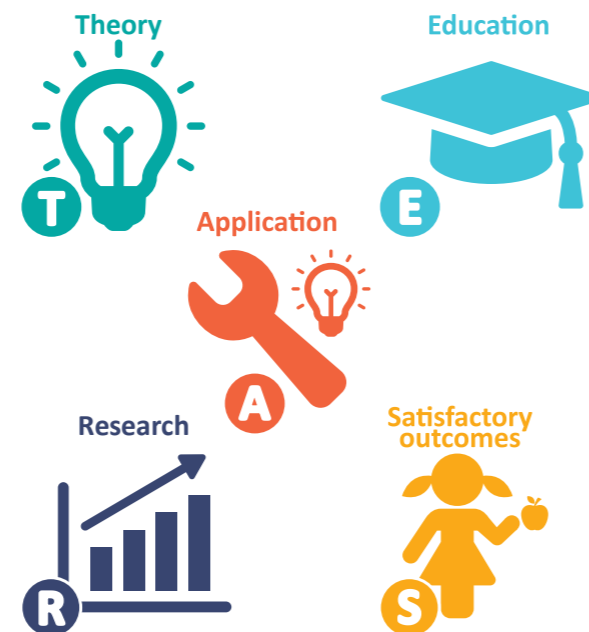 Theory
T
Education
E
Application
A
Research
R
Satisfactory
outcomes
S